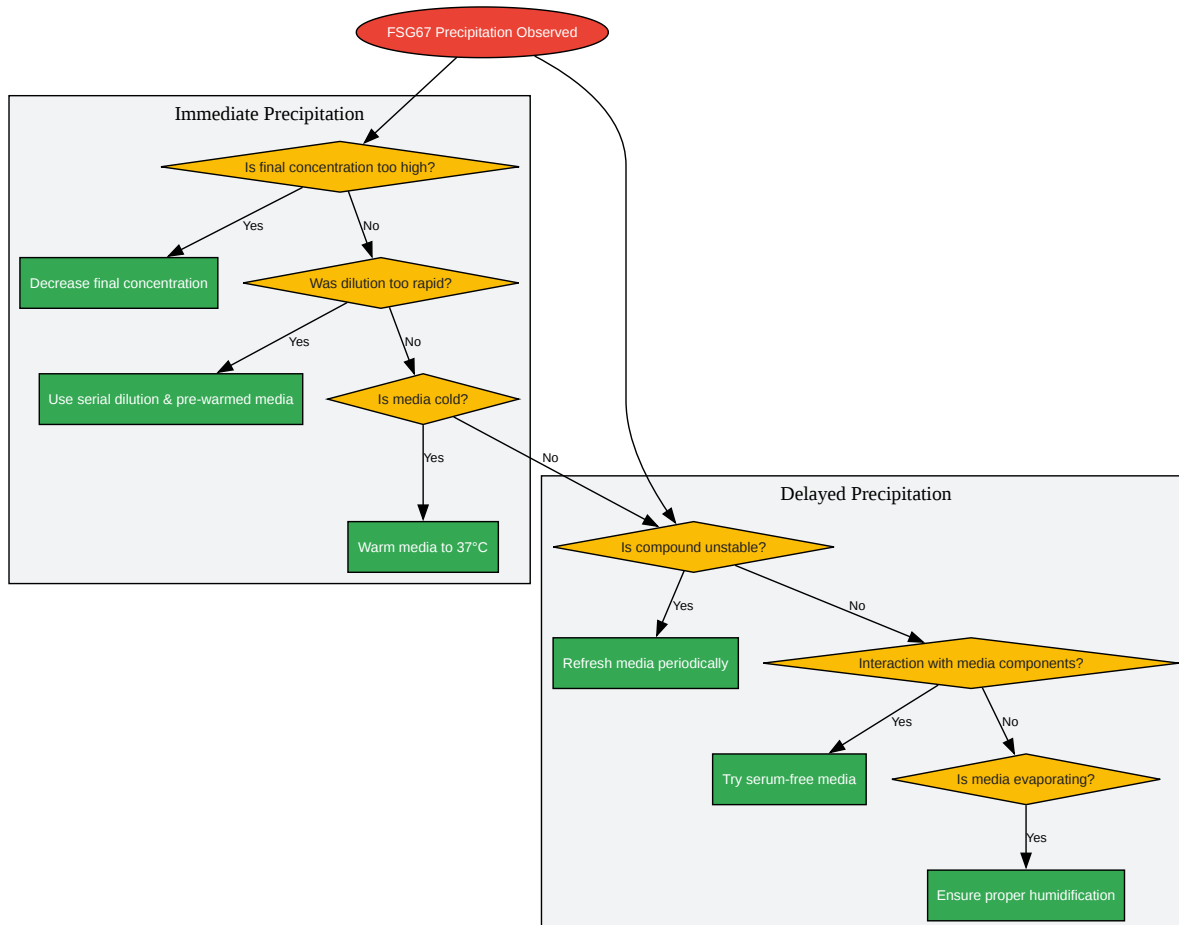 FSG67 Precipitation Observed
Immediate Precipitation
Is final concentration too high?
Yes
No
Decrease final concentration
Was dilution too rapid?
Yes
No
Use serial dilution & pre-warmed media
Is media cold?
Yes
No
Warm media to 37°C
Delayed Precipitation
Is compound unstable?
Yes
No
Refresh media periodically
Interaction with media components?
Yes
No
Try serum-free media
Is media evaporating?
Yes
Ensure proper humidification